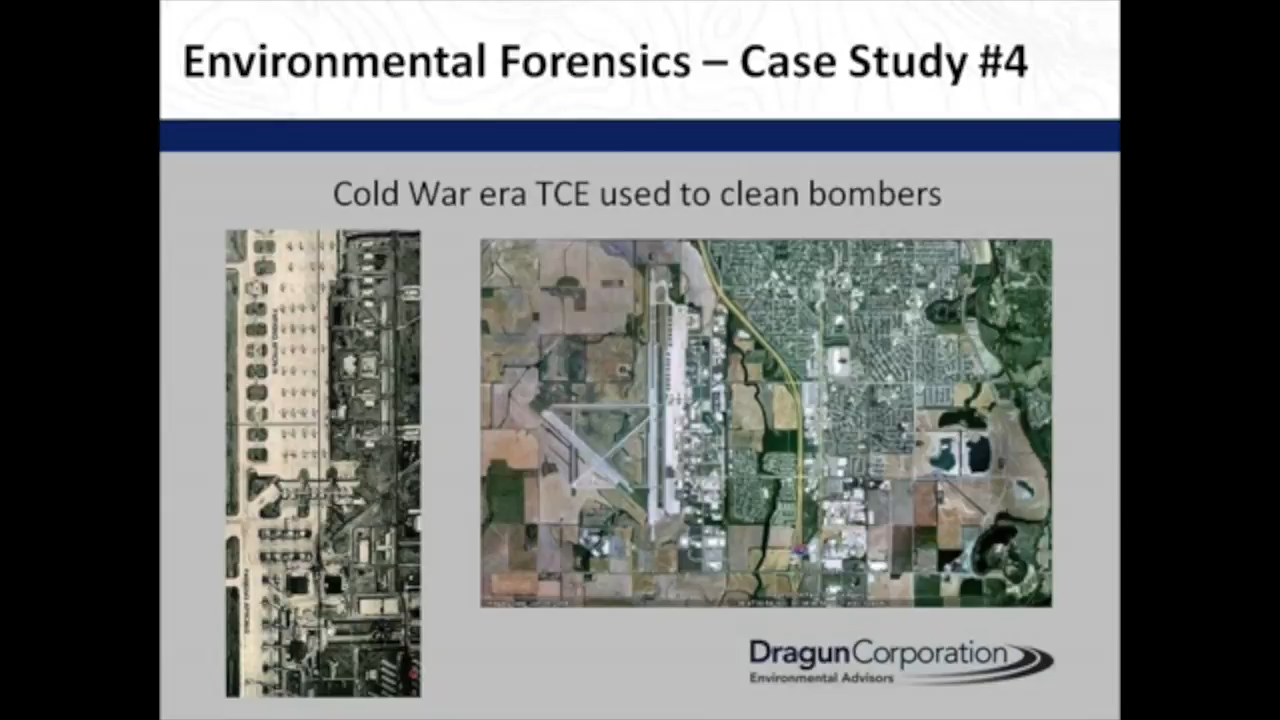 Environmental Forensics – Case Study #4
Cold War era TCE used to clean bombers
DragunCorporation
Environmental Advisors